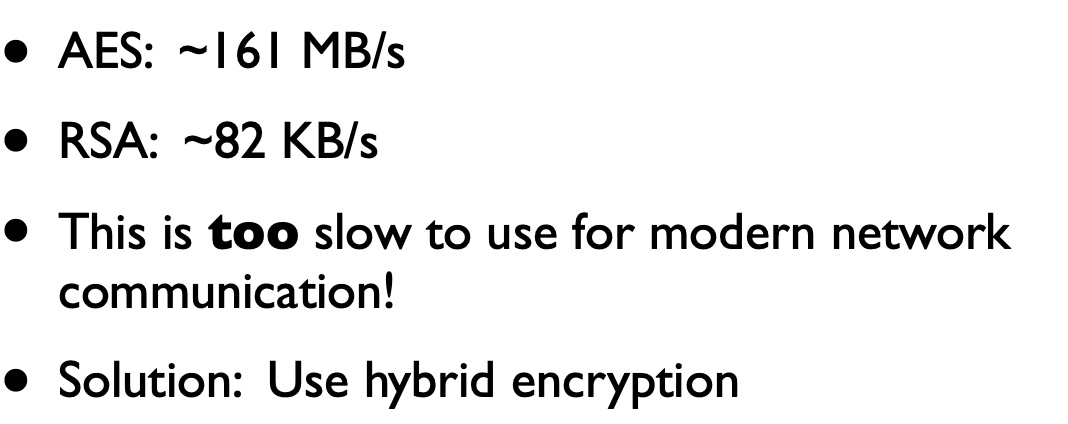 • AES: ~161 MB/s
• RSA: ~82 KB/s
• This is too slow to use for modern network
communication!
• Solution: Use hybrid encryption